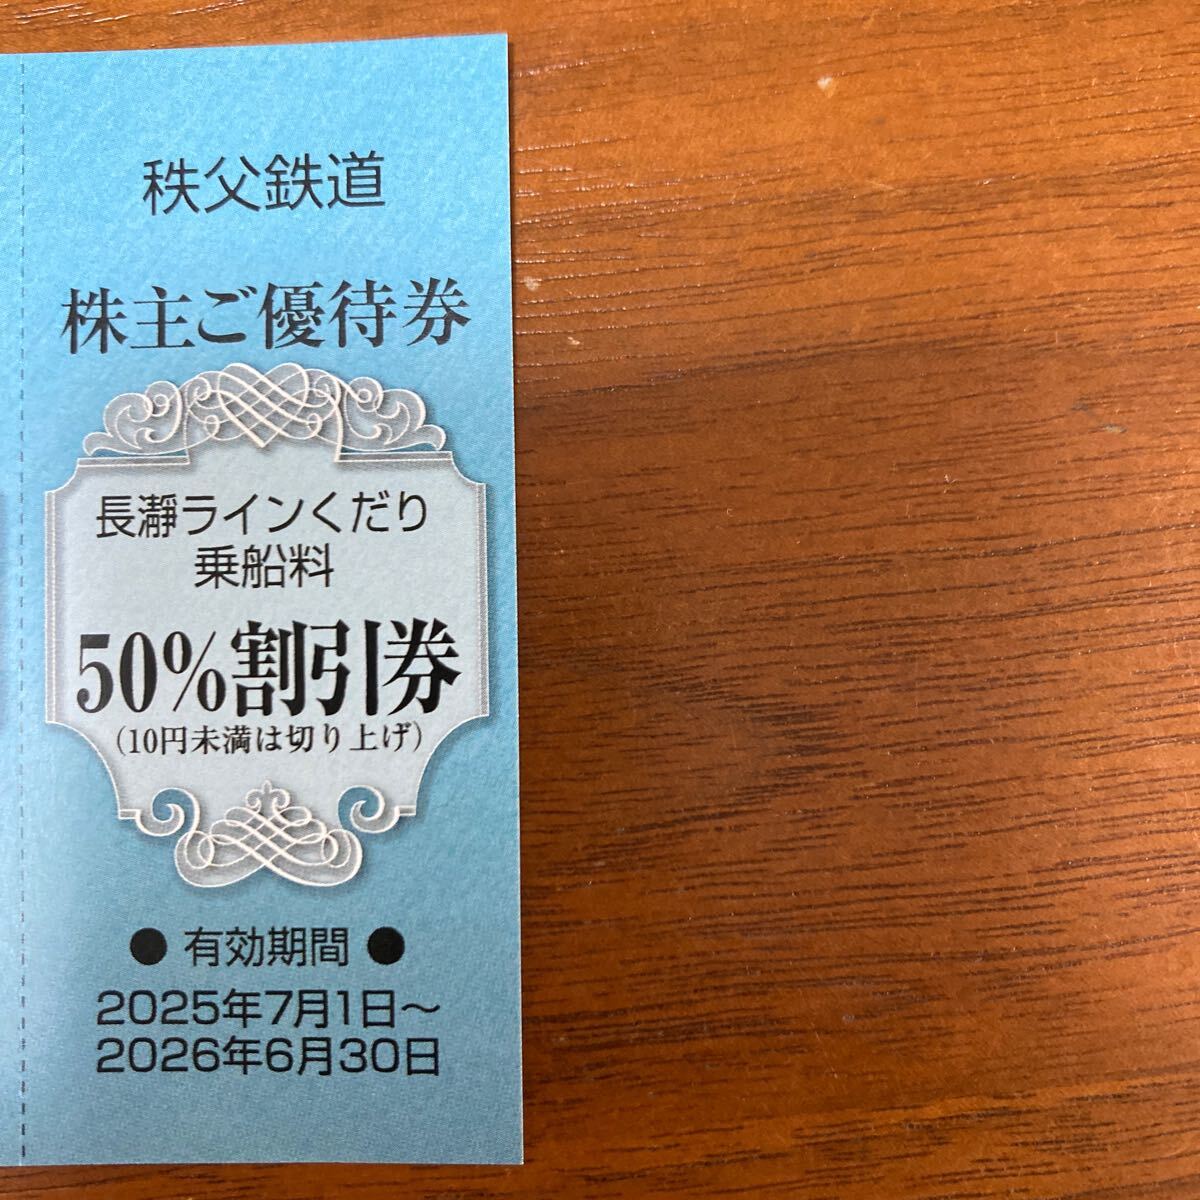 秩父鉄道
株主ご優待券
長瀞ラインくだり
乗船料
50%割引券
（10円未満は切り上げ）
● 有効期間 ●
2025年7月1日～
2026年6月30日